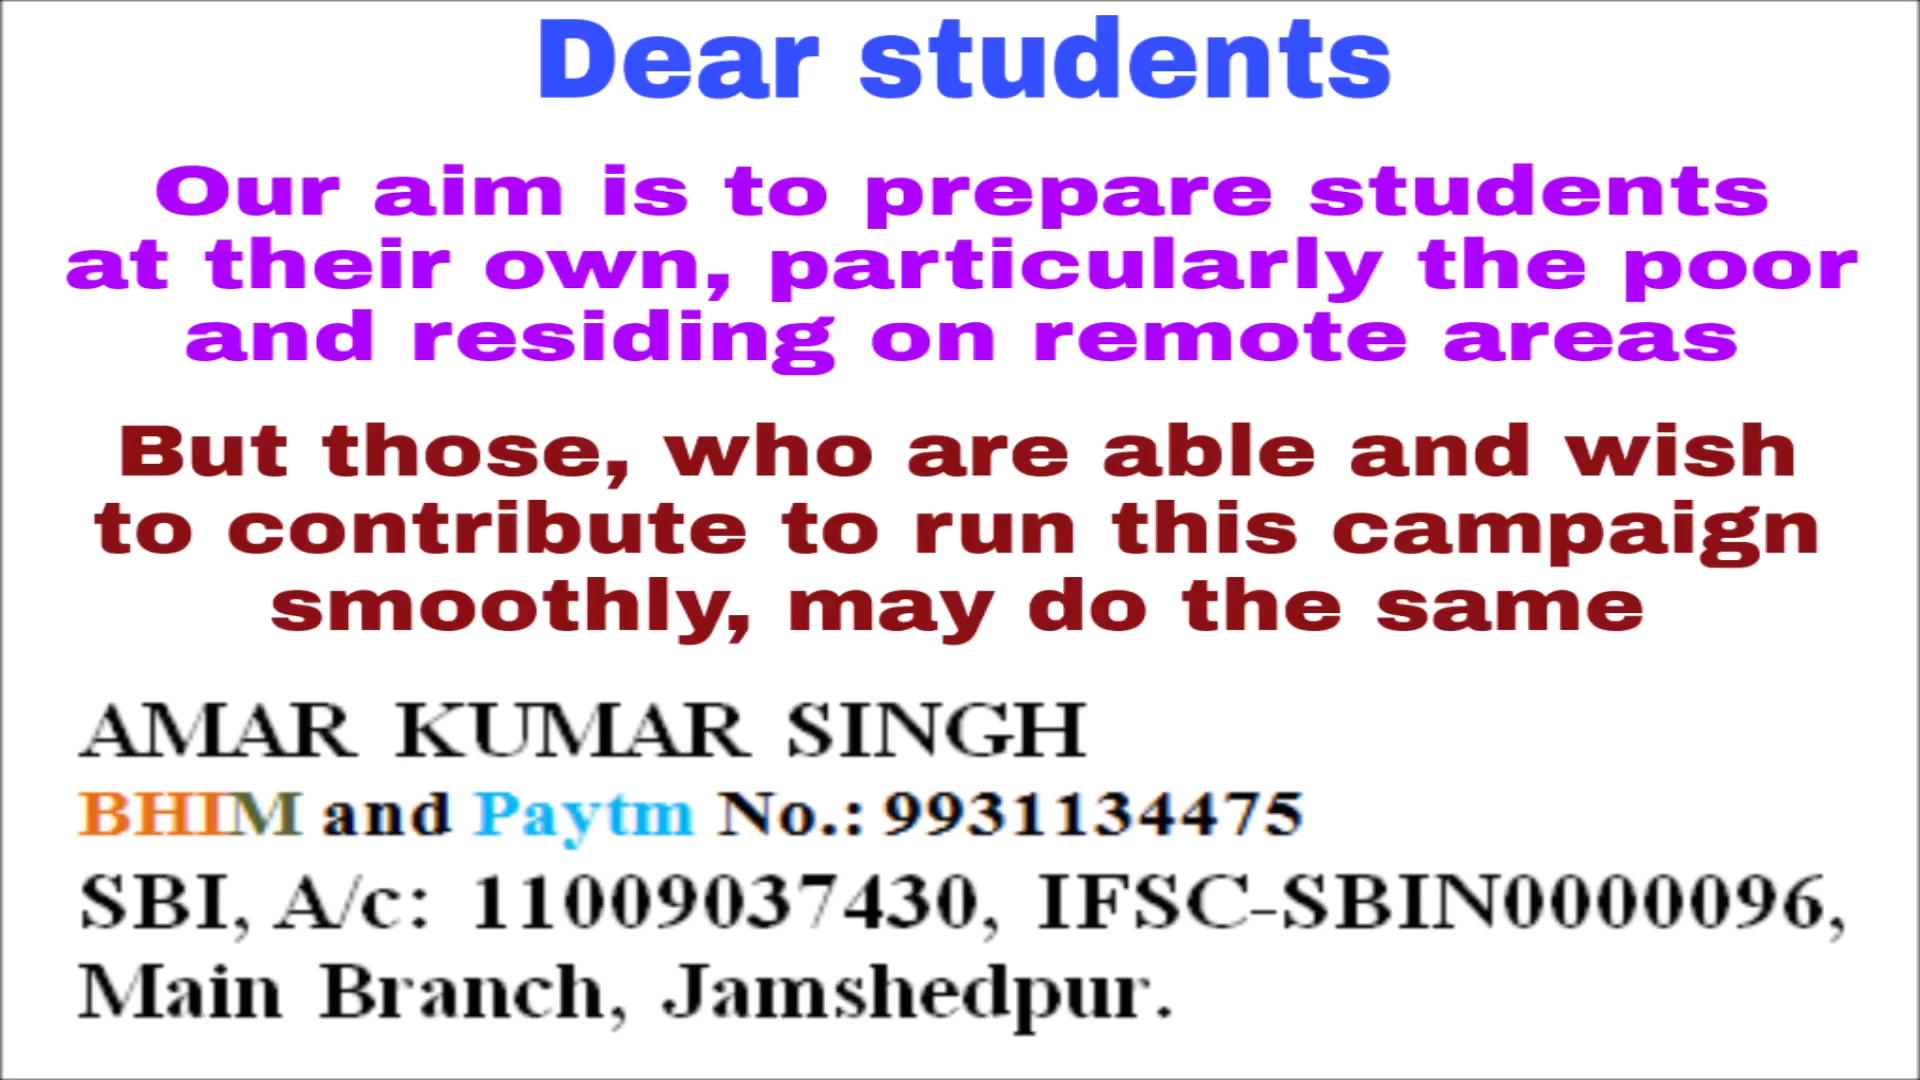 Dear students
Our aim is to prepare students
at their own, particularly the poor
and residing on remote areas
But those, who are able and wish
to contribute to run this campaign
smoothly, may do the same
AMAR KUMAR SINGH
BHIM and Paytm No.: 9931134475
SBI, A/c: 11009037430, IFSC-SBIN0000096,
Main Branch, Jamshedpur.